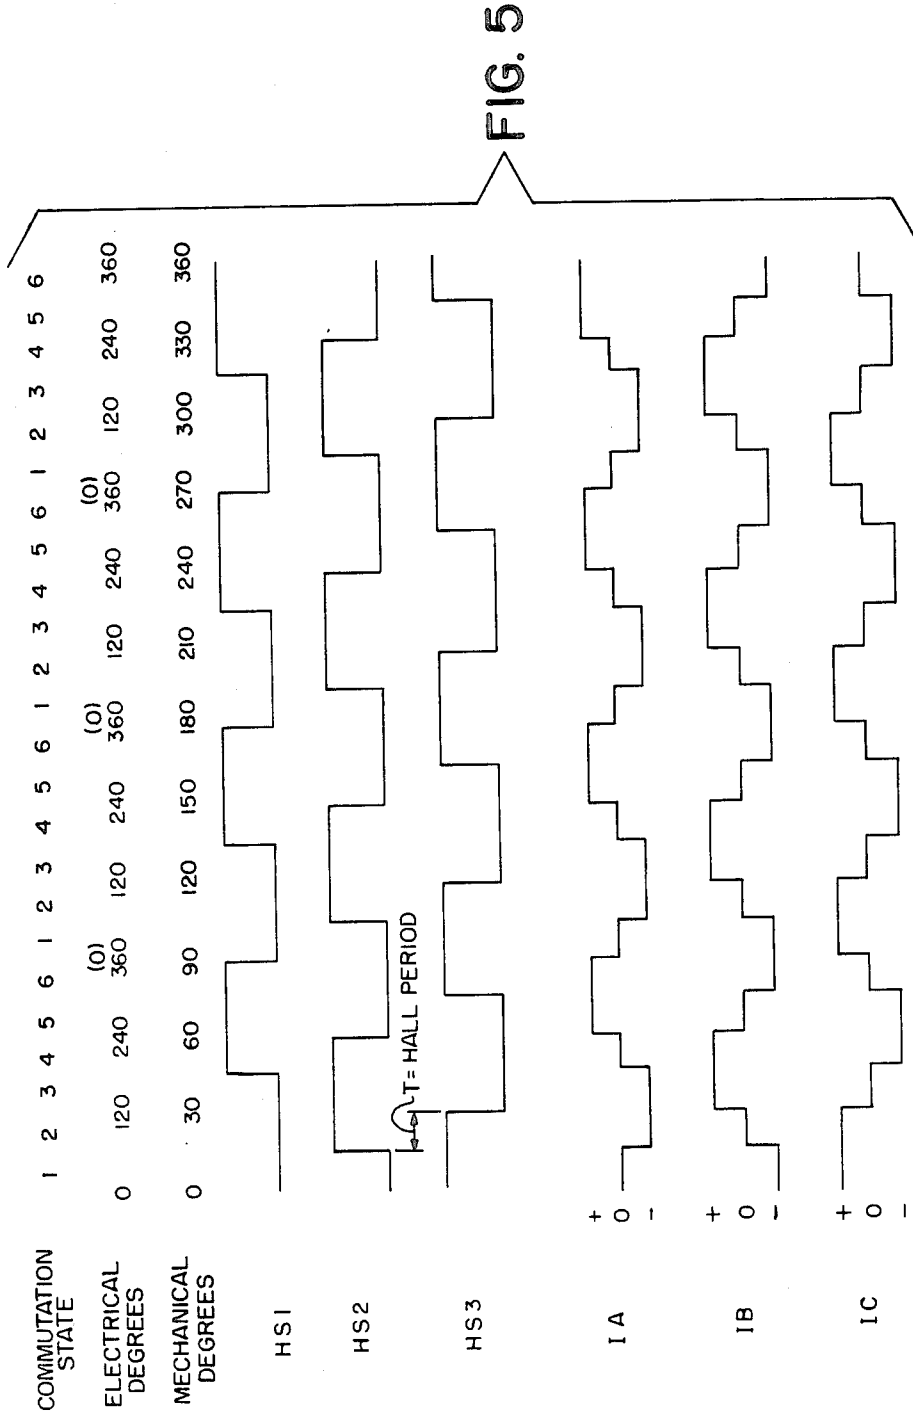 COMMUTATION STATE 1 2 3 4 5 6 1 2 3 4 5 6 1 2 3 4 5 6 1 2 3 4 5 6
(0) (0) (0)
ELECTRICAL DEGREES 0 120 240 360 120 240 360 120 240 360 120 240 360
MECHANICAL DEGREES 0 30 60 90 120 150 180 210 240 270 300 330 360
HS1
HS2
T = HALL PERIOD
HS3
+
IA 0
-
+
IB 0
-
+
IC 0
-
FIG. 5